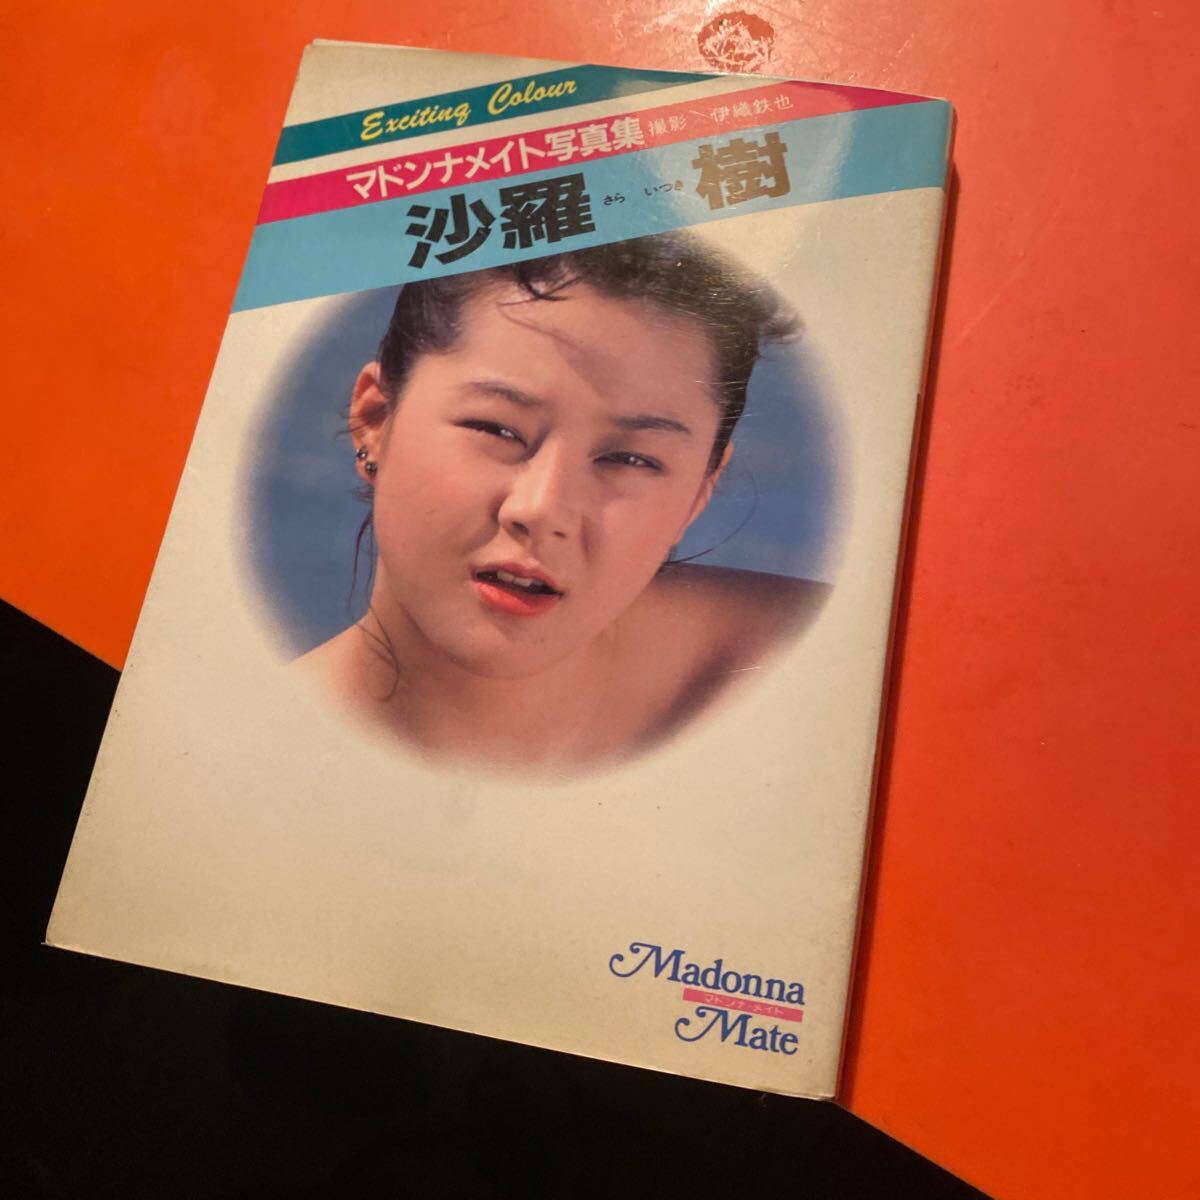 Exciting Colour
マドンナメイト写真集 撮影／伊織鉄也
沙羅 さら いつき 樹
Madonna
マドンナ・メイト
Mate